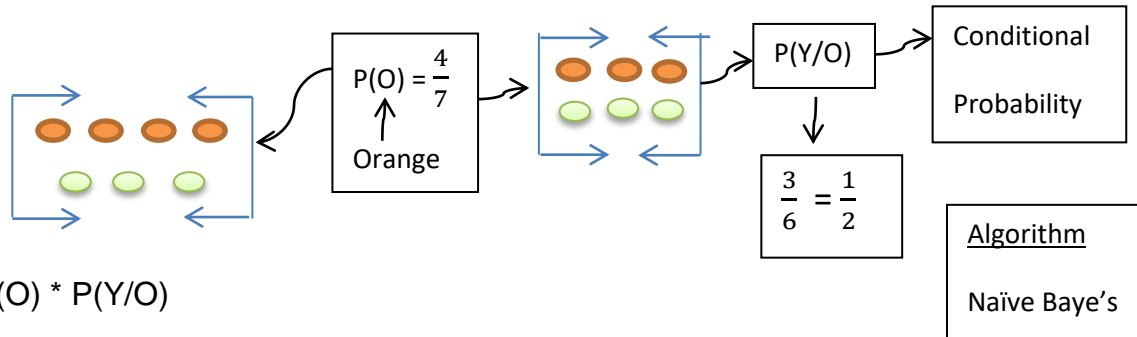 P(O) = 4/7
Orange
P(Y/O)
3/6 = 1/2
Conditional
Probability
Algorithm
Naïve Baye's
(O) * P(Y/O)